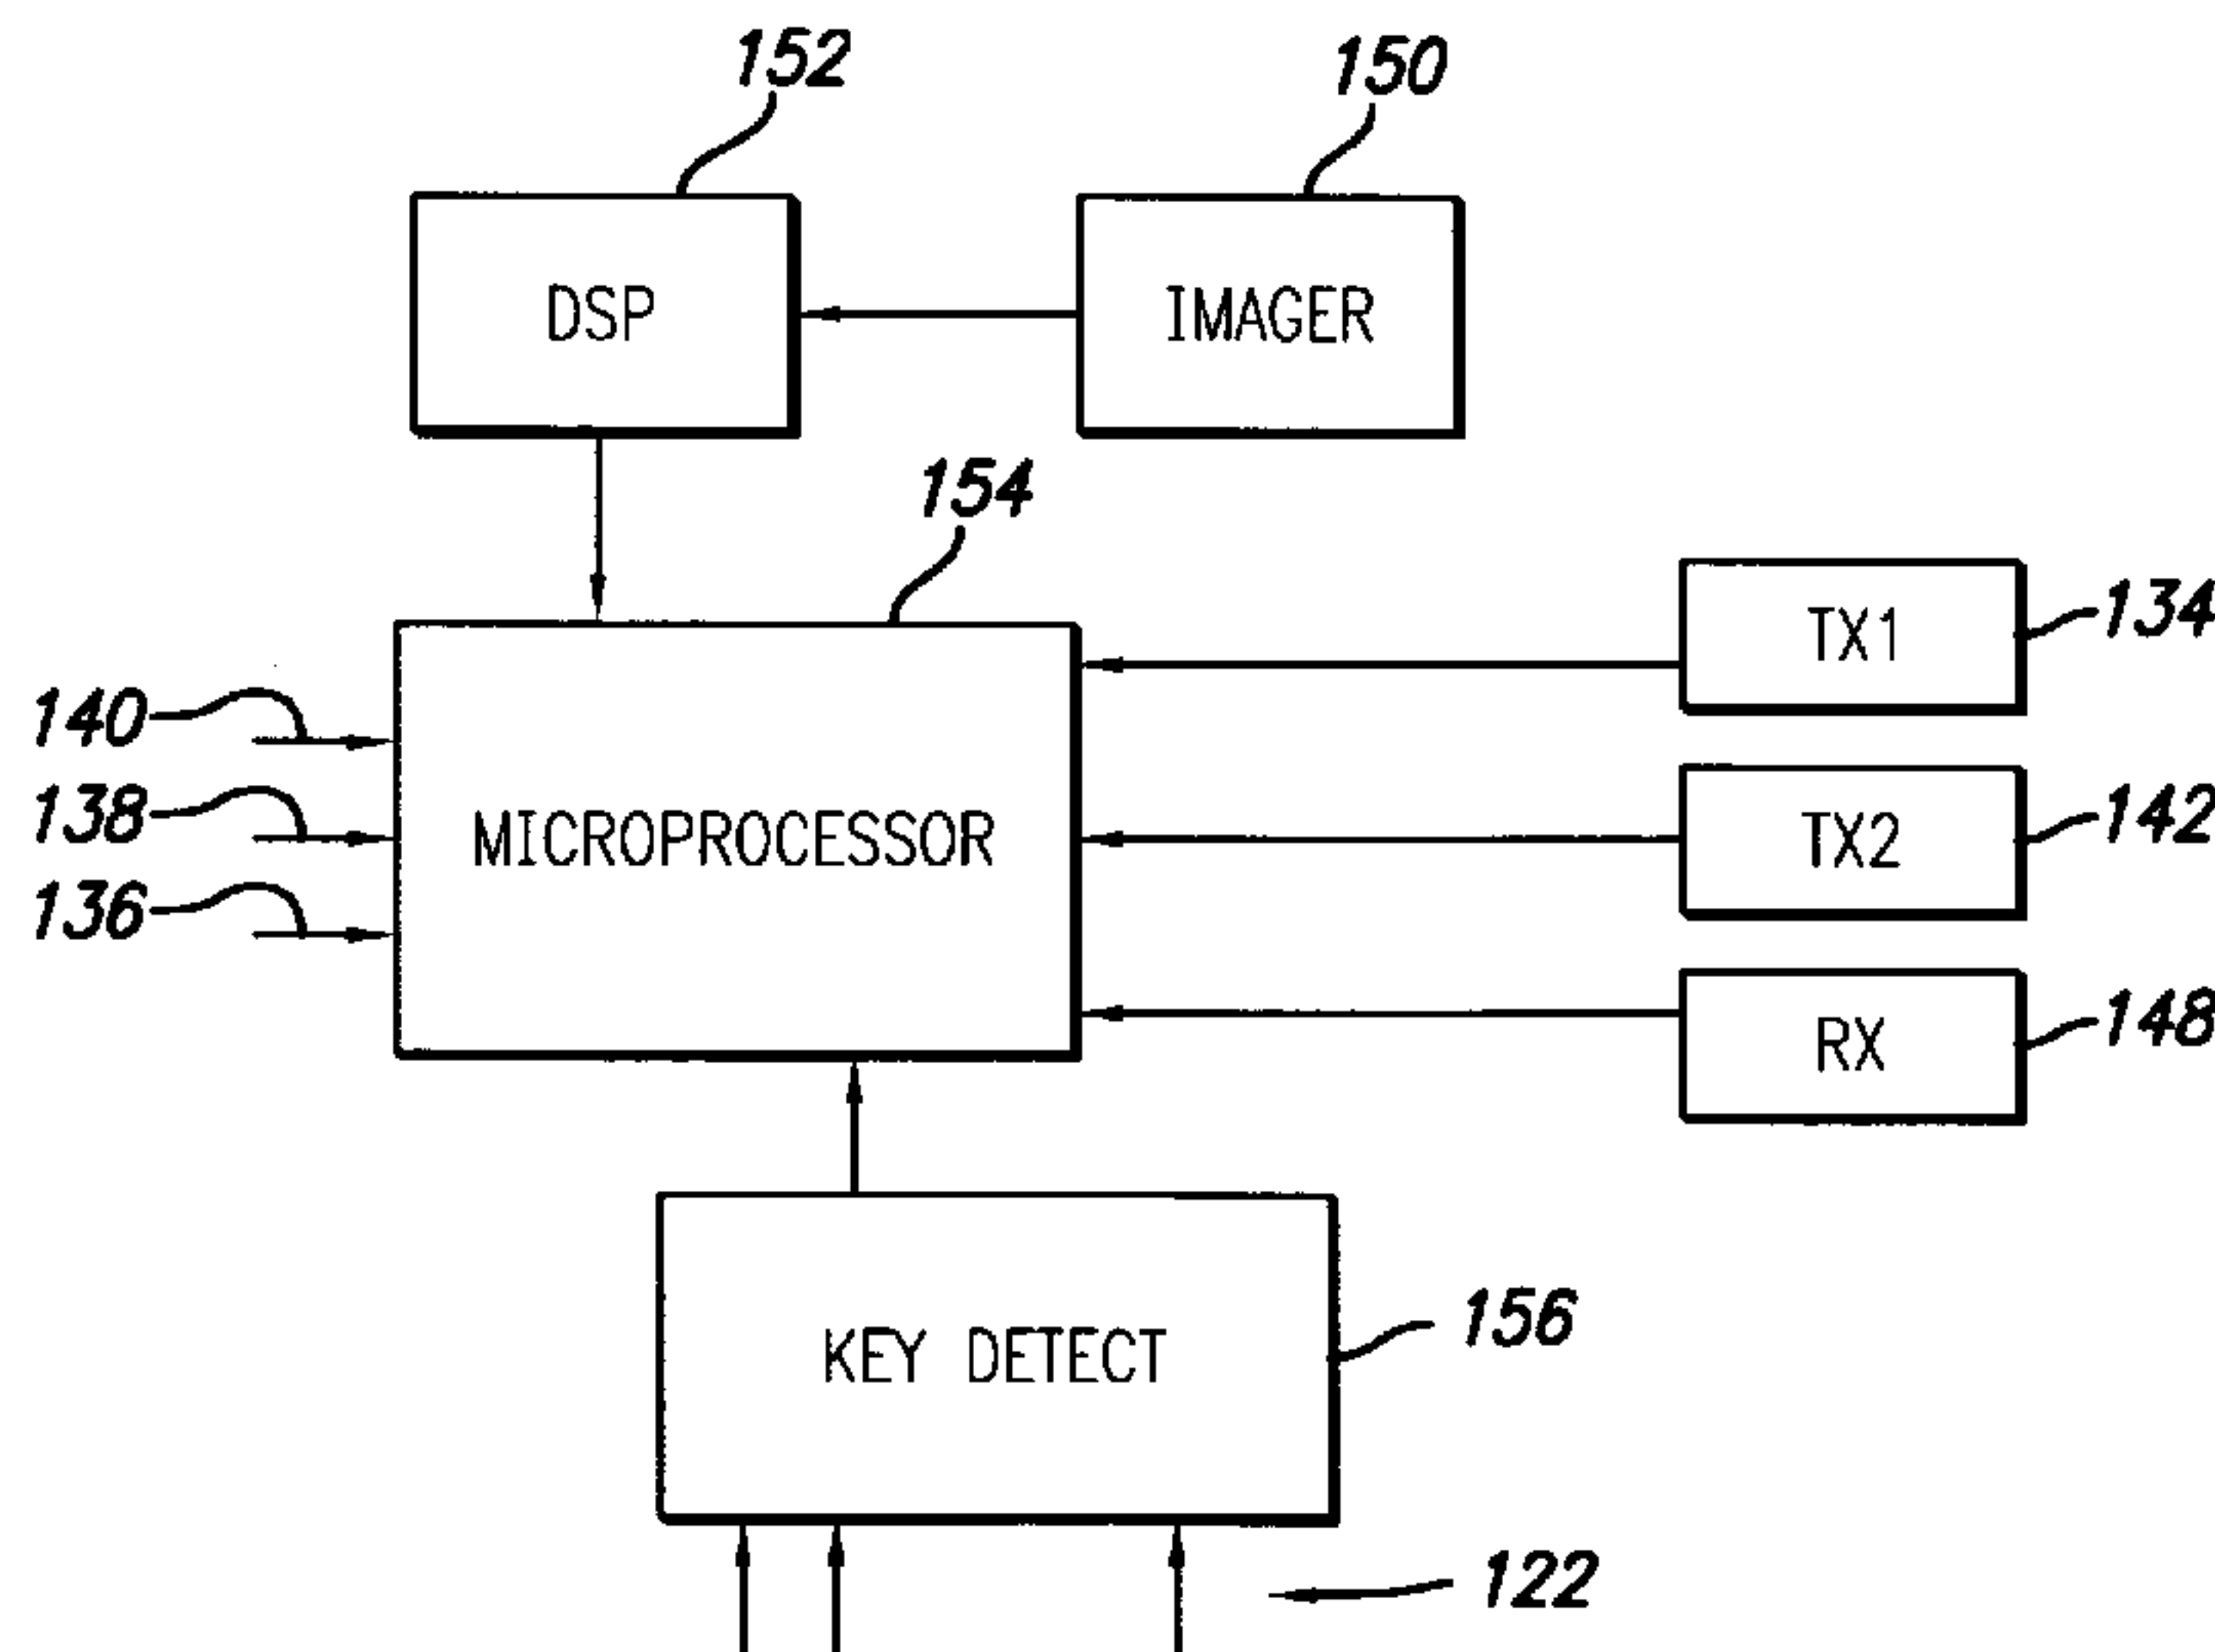 152
150
DSP
IMAGER
154
TX1
134
140
138
MICROPROCESSOR
TX2
142
136
RX
148
KEY DETECT
156
122